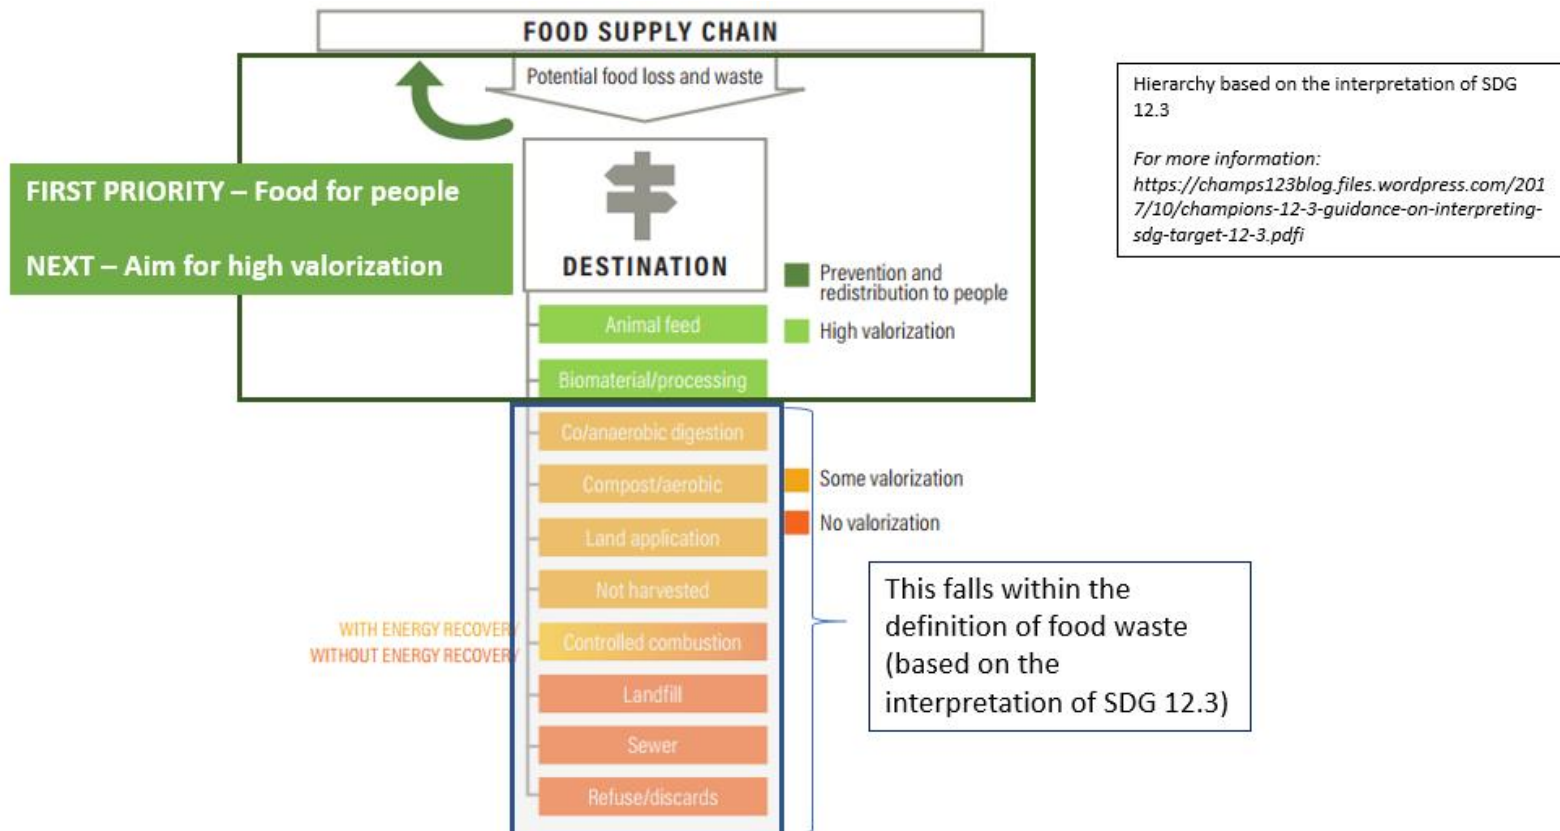 FOOD SUPPLY CHAIN
Potential food loss and waste
FIRST PRIORITY – Food for people
NEXT – Aim for high valorization
DESTINATION
Prevention and
redistribution to people
High valorization
Animal feed
Biomaterial/processing
Co/anaerobic digestion
Compost/aerobic
Land application
Not harvested
WITH ENERGY RECOVERY
WITHOUT ENERGY RECOVERY
Controlled combustion
Landfill
Sewer
Refuse/discards
Some valorization
No valorization
This falls within the
definition of food waste
(based on the
interpretation of SDG 12.3)
Hierarchy based on the interpretation of SDG
12.3
For more information:
https://champs123blog.files.wordpress.com/201
7/10/champions-12-3-guidance-on-interpreting-
sdg-target-12-3.pdfi